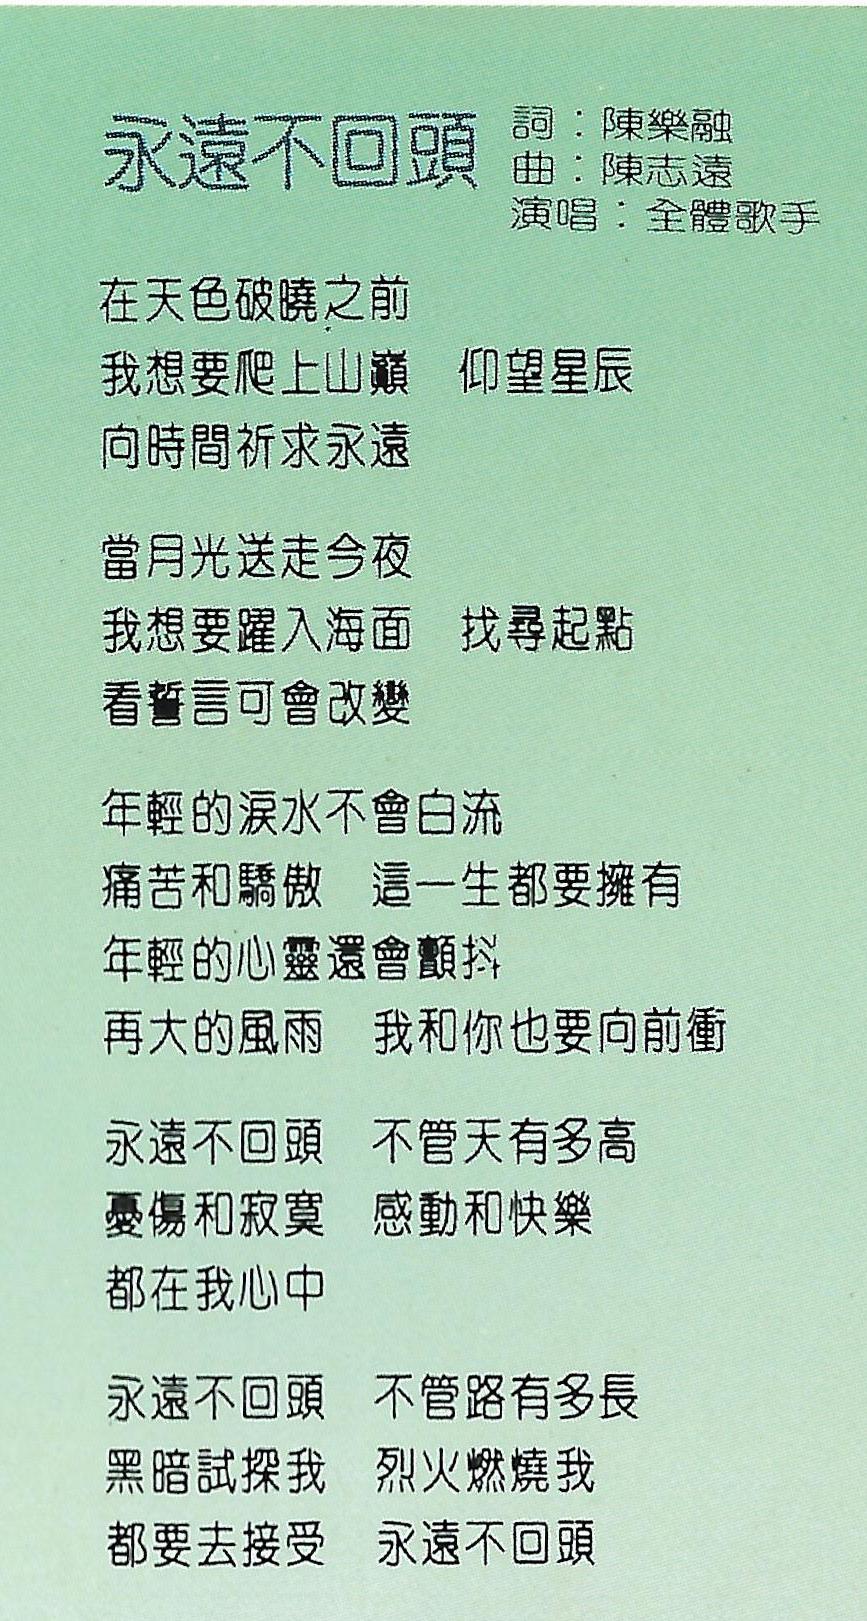 永遠不回頭
詞：陳樂融
曲：陳志遠
演唱：全體歌手
在天色破曉之前
我想要爬上山巔　仰望星辰
向時間祈求永遠
當月光送走今夜
我想要躍入海面　找尋起點
看誓言可會改變
年輕的淚水不會白流
痛苦和驕傲　這一生都要擁有
年輕的心靈還會顫抖
再大的風雨　我和你也要向前衝
永遠不回頭　不管天有多高
憂傷和寂寞　感動和快樂
都在我心中
永遠不回頭　不管路有多長
黑暗試探我　烈火燃燒我
都要去接受　永遠不回頭